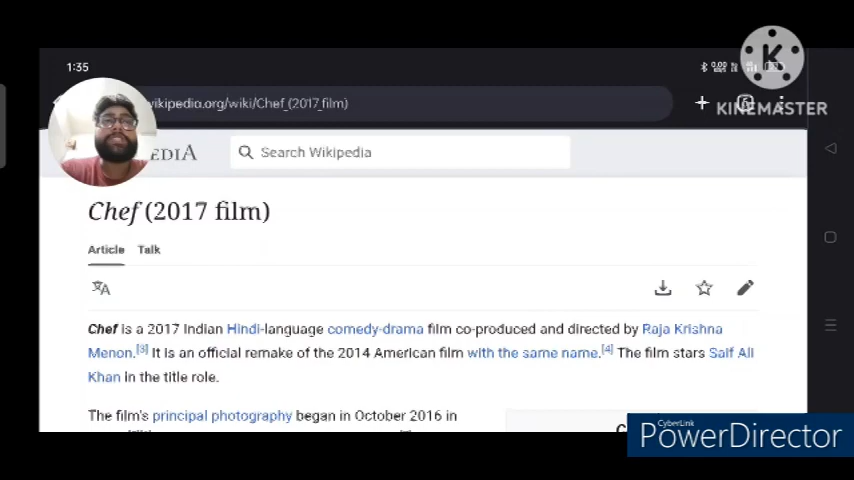 1:35
KINEMASTER
wikipedia.org/wiki/Chef_(2017_film)
EDIA
Search Wikipedia
Chef (2017 film)
Article Talk
Chef is a 2017 Indian Hindi-language comedy-drama film co-produced and directed by Raja Krishna
Menon.[3] It is an official remake of the 2014 American film with the same name.[4] The film stars Saif Ali
Khan in the title role.
The film's principal photography began in October 2016 in
CyberLink
PowerDirector